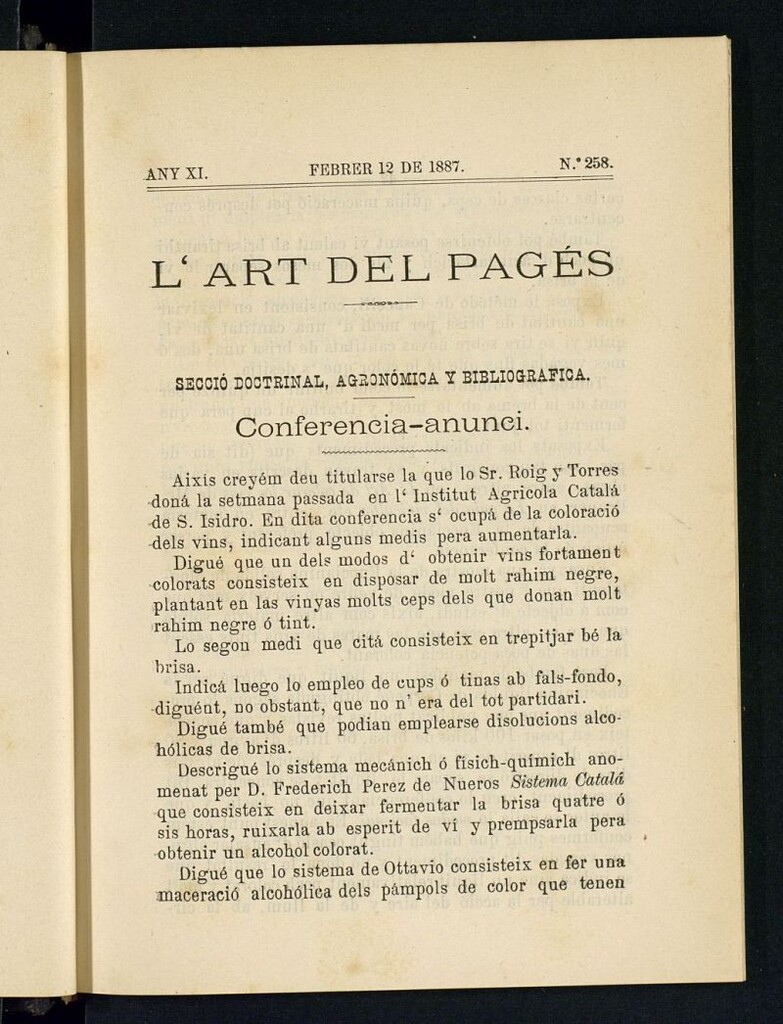 ANY XI. FEBRER 12 DE 1887. N.º 258.
L‘ ART DEL PAGÉS
SECCIÓ DOCTRINAL, AGRONÓMICA Y BIBLIOGRAFICA.
Conferencia-anunci.
Aixís creyém deu titularse la que lo Sr. Roig y Torres
doná la setmana passada en l‘ Institut Agricola Catalá
de S. Isidro. En dita conferencia s‘ ocupá de la coloració
dels vins, indicant alguns medis pera aumentarla.
Digué que un dels modos d‘ obtenir vins fortament
colorats consisteix en disposar de molt rahim negre,
plantant en las vinyas molts ceps dels que donan molt
rahim negre ó tint.
Lo segon medi que citá consisteix en trepitjar bé la
brisa.
Indicá luego lo empleo de cups ó tinas ab fals-fondo,
diguént, no obstant, que no n' era del tot partidari.
Digué també que podian emplearse disolucions alco-
hólicas de brisa.
Descrigué lo sistema mecánich ó físich-químich ano-
menat per D. Frederich Perez de Nueros Sistema Catalá
que consisteix en deixar fermentar la brisa quatre ó
sis horas, ruixarla ab esperit de ví y prempsarla pera
obtenir un alcohol colorat.
Digué que lo sistema de Ottavio consisteix en fer una
maceració alcohólica dels pámpols de color que tenen